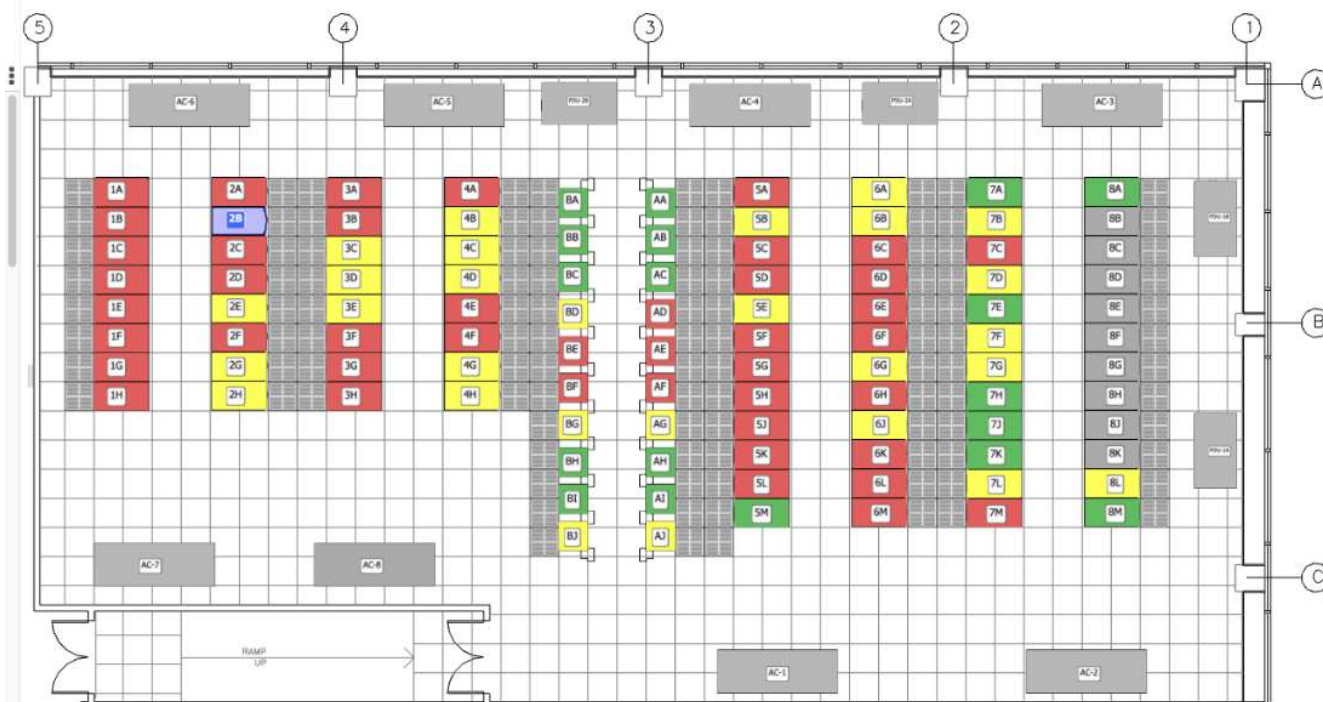 5 4 3 2 1
A
AC-6 AC-5 AC-4 AC-3
1A 2A 3A 4A BA AA 5A 6A 7A 8A
1B 2B 3B 4B BB AB 5B 6B 7B 8B
1C 2C 3C 4C BC AC 5C 6C 7C 8C
1D 2D 3D 4D BD AD 5D 6D 7D 8D
1E 2E 3E 4E BE AE 5E 6E 7E 8E
B
1F 2F 3F 4F BF AF 5F 6F 7F 8F
1G 2G 3G 4G BG AG 5G 6G 7G 8G
1H 2H 3H 4H BH AH 5H 6H 7H 8H
BI AI 5J 6J 7J 8J
BJ AJ 5K 6K 7K 8K
5L 6L 7L 8L
5M 6M 7M 8M
AC-7 AC-8
C
RAMP
UP
AC-1 AC-2